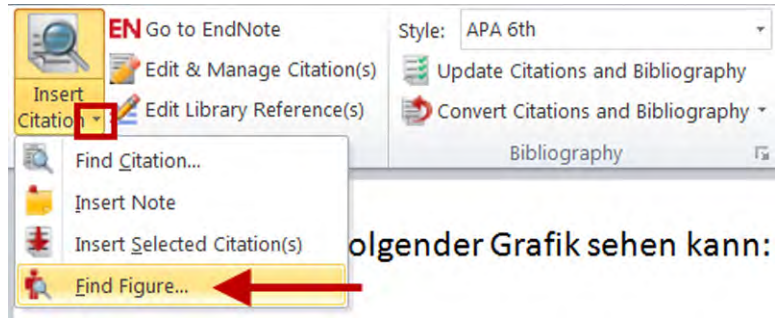 EN Go to EndNote
Style: APA 6th
Edit & Manage Citation(s)
Update Citations and Bibliography
Insert
Citation
Edit Library Reference(s)
Convert Citations and Bibliography
Bibliography
Find Citation...
Insert Note
Insert Selected Citation(s)
olgender Grafik sehen kann:
Find Figure...